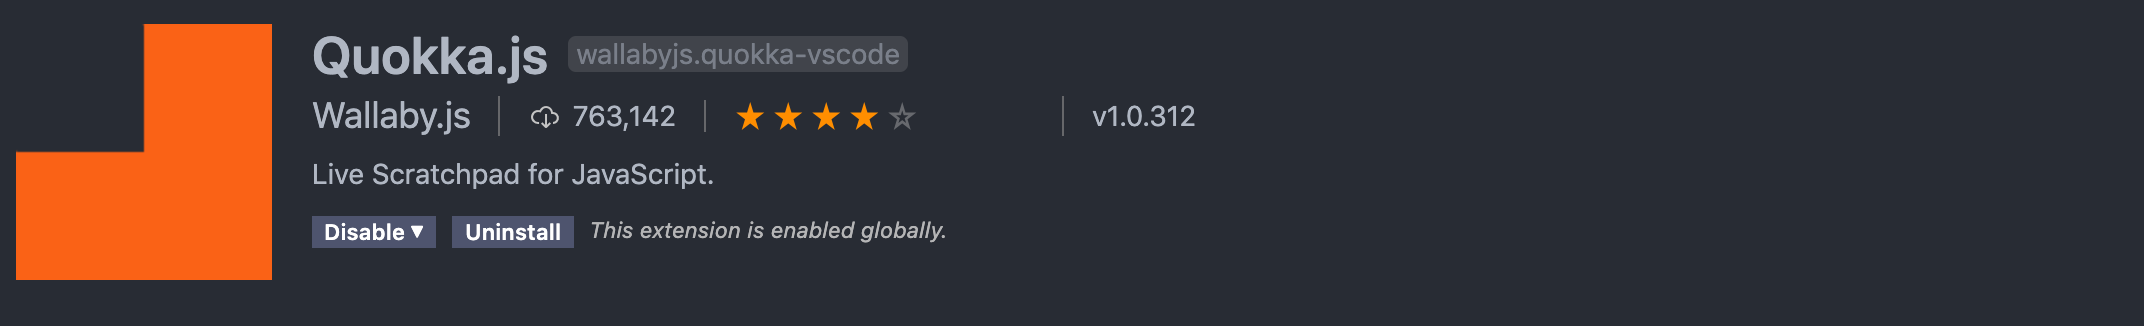 Quokka.js wallabyjs.quokka-vscode
Wallaby.js 763,142 v1.0.312
Live Scratchpad for JavaScript.
Disable Uninstall This extension is enabled globally.